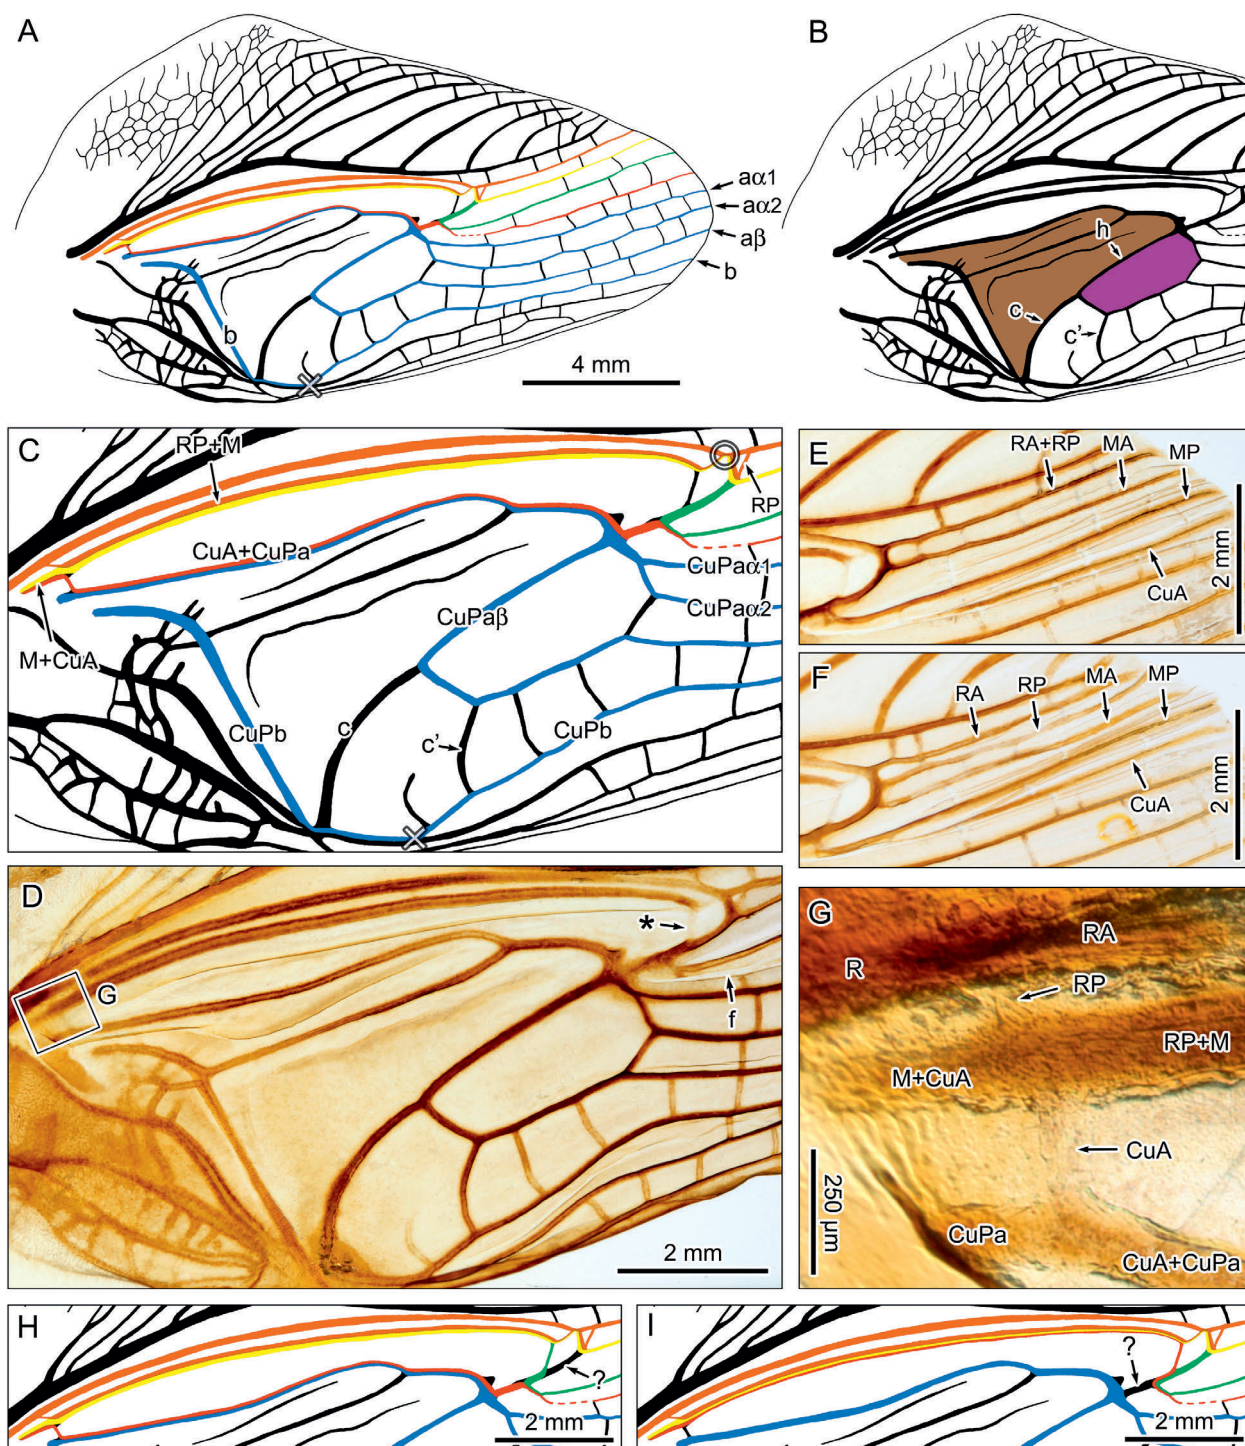 A
aα1
aα2
aβ
b
b
4 mm
B
h
c
c'
C
RP+M
RP
CuA+CuPa
CuPaα1
CuPaα2
CuPaβ
M+CuA
CuPb
c
c'
CuPb
E
RA+RP
MA
MP
CuA
2 mm
F
RA
RP
MA
MP
CuA
2 mm
D
*
G
f
2 mm
G
R
RA
RP
RP+M
M+CuA
CuA
CuPa
CuA+CuPa
250 µm
H
?
2 mm
I
?
2 mm